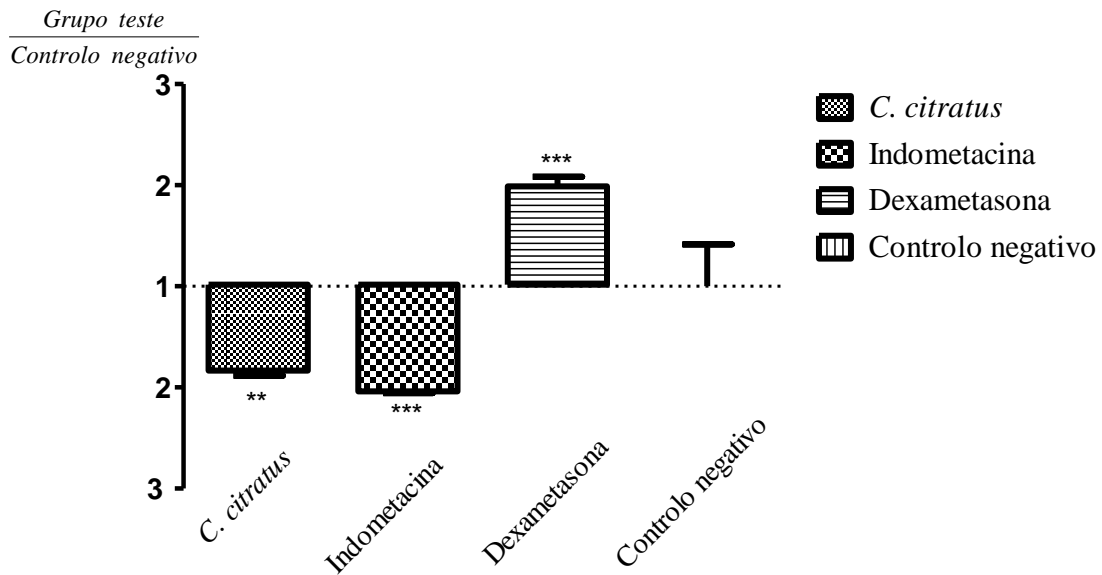 Grupo teste
Controlo negativo
3
2
1
2
3
***
**
***
C. citratus
Indometacina
Dexametasona
Controlo negativo
C. citratus
Indometacina
Dexametasona
Controlo negativo